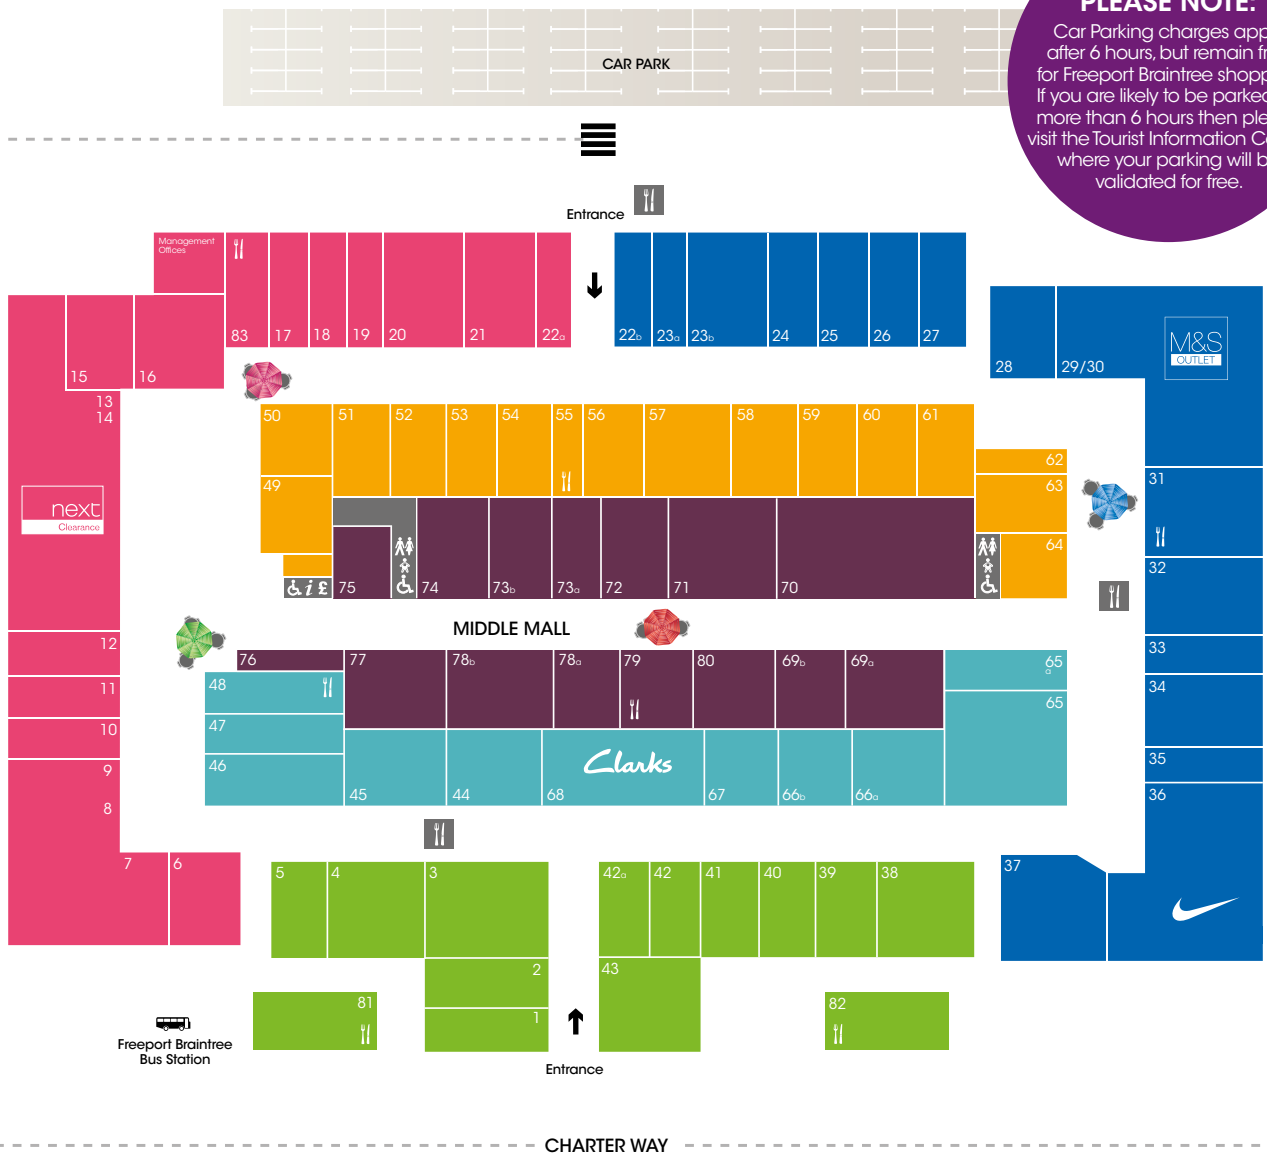 PLEASE NOTE:
Car Parking charges app
after 6 hours, but remain fr
for Freeport Braintree shopp
If you are likely to be parke
more than 6 hours then ple
visit the Tourist Information C
where your parking will b
validated for free.
CAR PARK
Entrance
Management
Offices
83 17 18 19 20 21 22a
22b 23a 23b 24 25 26 27
28 29/30
M&S
OUTLET
15 16
13
14
50 51 52 53 54 55 56 57 58 59 60 61
62
49
63
31
next
Clearance
64
32
i £
75 74 73b 73a 72 71 70
MIDDLE MALL
12
33
76 77 78b 78a 79 80 69b 69a 65
a
11
48
34
65
10
47
35
9
46
Clarks
36
8
45 44 68 67 66b 66a
7 6
5 4 3
42a 42 41 40 39 38
37
2
43
1
81
82
Freeport Braintree
Bus Station
Entrance
CHARTER WAY